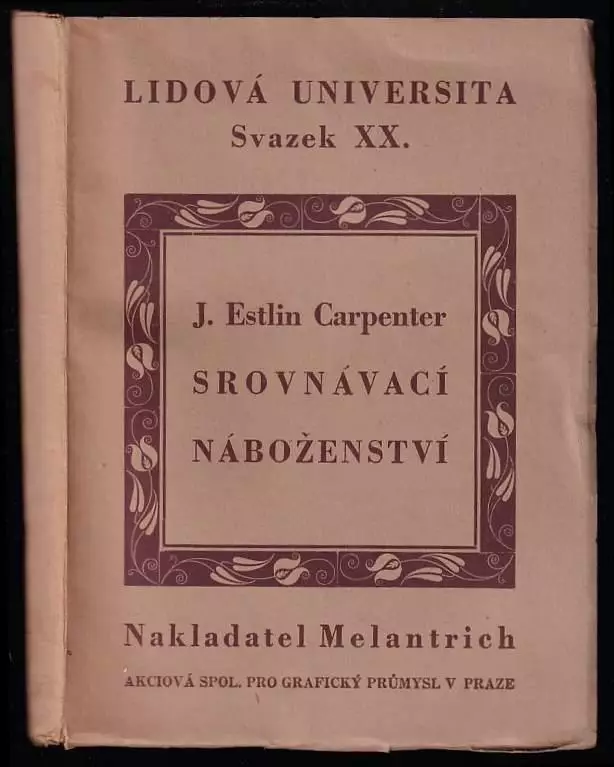 LIDOVÁ UNIVERSITA
Svazek XX.
J. Estlin Carpenter
SROVNÁVACÍ
NÁBOŽENSTVÍ
Nakladatel Melantrich
AKCIOVÁ SPOL. PRO GRAFICKÝ PRŮMYSL V PRAZE